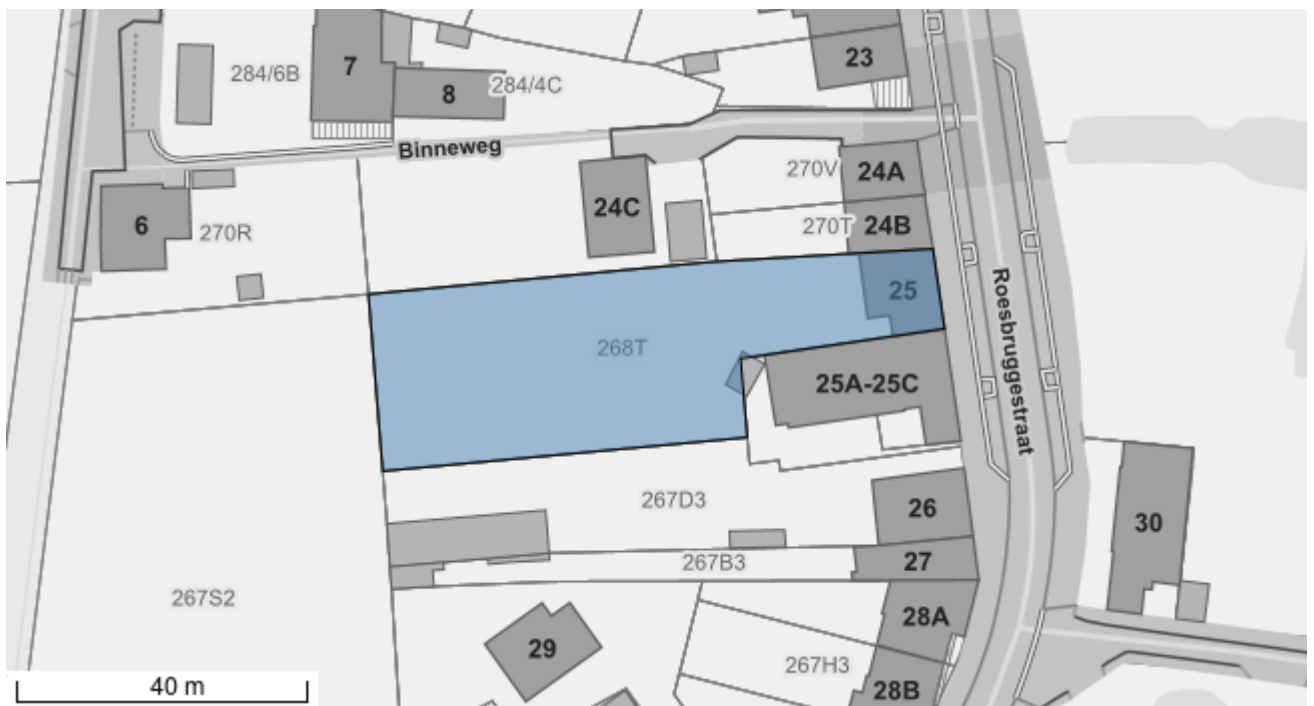 23
7
284/6B
284/4C
8
Binneweg
270V
24A
24C
6
270R
270T
24B
25
Roesbruggestraat
268T
25A-25C
267D3
26
30
267B3
27
267S2
28A
29
267H3
28B
40 m